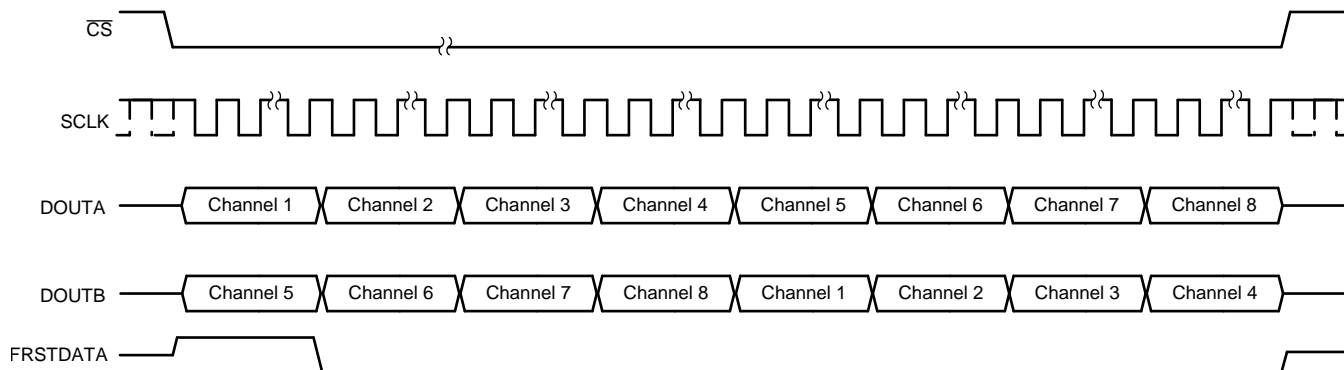 CS
SCLK
DOUTA Channel 1 Channel 2 Channel 3 Channel 4 Channel 5 Channel 6 Channel 7 Channel 8
DOUTB Channel 5 Channel 6 Channel 7 Channel 8 Channel 1 Channel 2 Channel 3 Channel 4
FRSTDATA